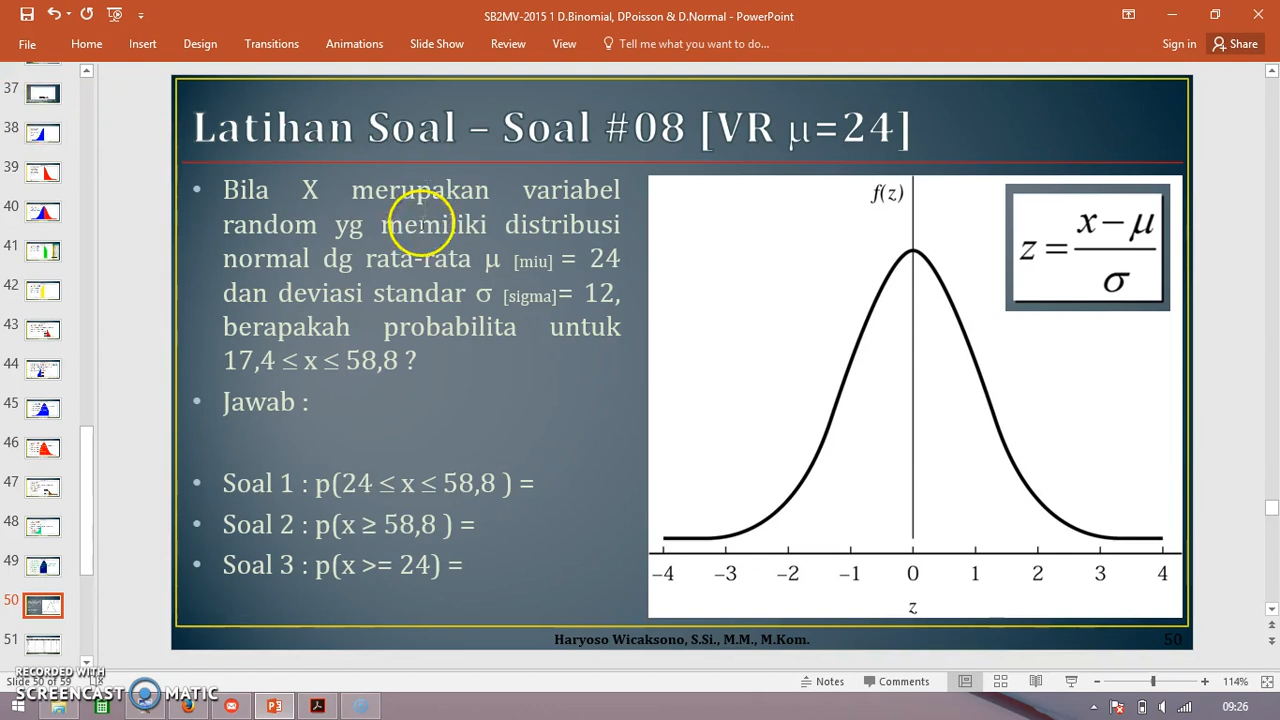 SB2MV-2015 1 D.Binomial, DPoisson & D.Normal - PowerPoint
File Home Insert Design Transitions Animations Slide Show Review View Tell me what you want to do... Sign in Share
37
38
39
40
41
42
43
44
45
46
47
48
49
50
51
Latihan Soal – Soal #08 [VR μ=24]
Bila X merupakan variabel
random yg memiliki distribusi
normal dg rata-rata μ [miu] = 24
dan deviasi standar σ [sigma]= 12,
berapakah probabilita untuk
17,4 ≤ x ≤ 58,8 ?
Jawab :
Soal 1 : p(24 ≤ x ≤ 58,8 ) =
Soal 2 : p(x ≥ 58,8 ) =
Soal 3 : p(x >= 24) =
f(z)
z = (x − μ) / σ
−4 −3 −2 −1 0 1 2 3 4
z
Haryoso Wicaksono, S.Si., M.M., M.Kom. 50
RECORDED WITH
SCREENCAST MATIC
Slide 50 of 59 Notes Comments 114%
09:26